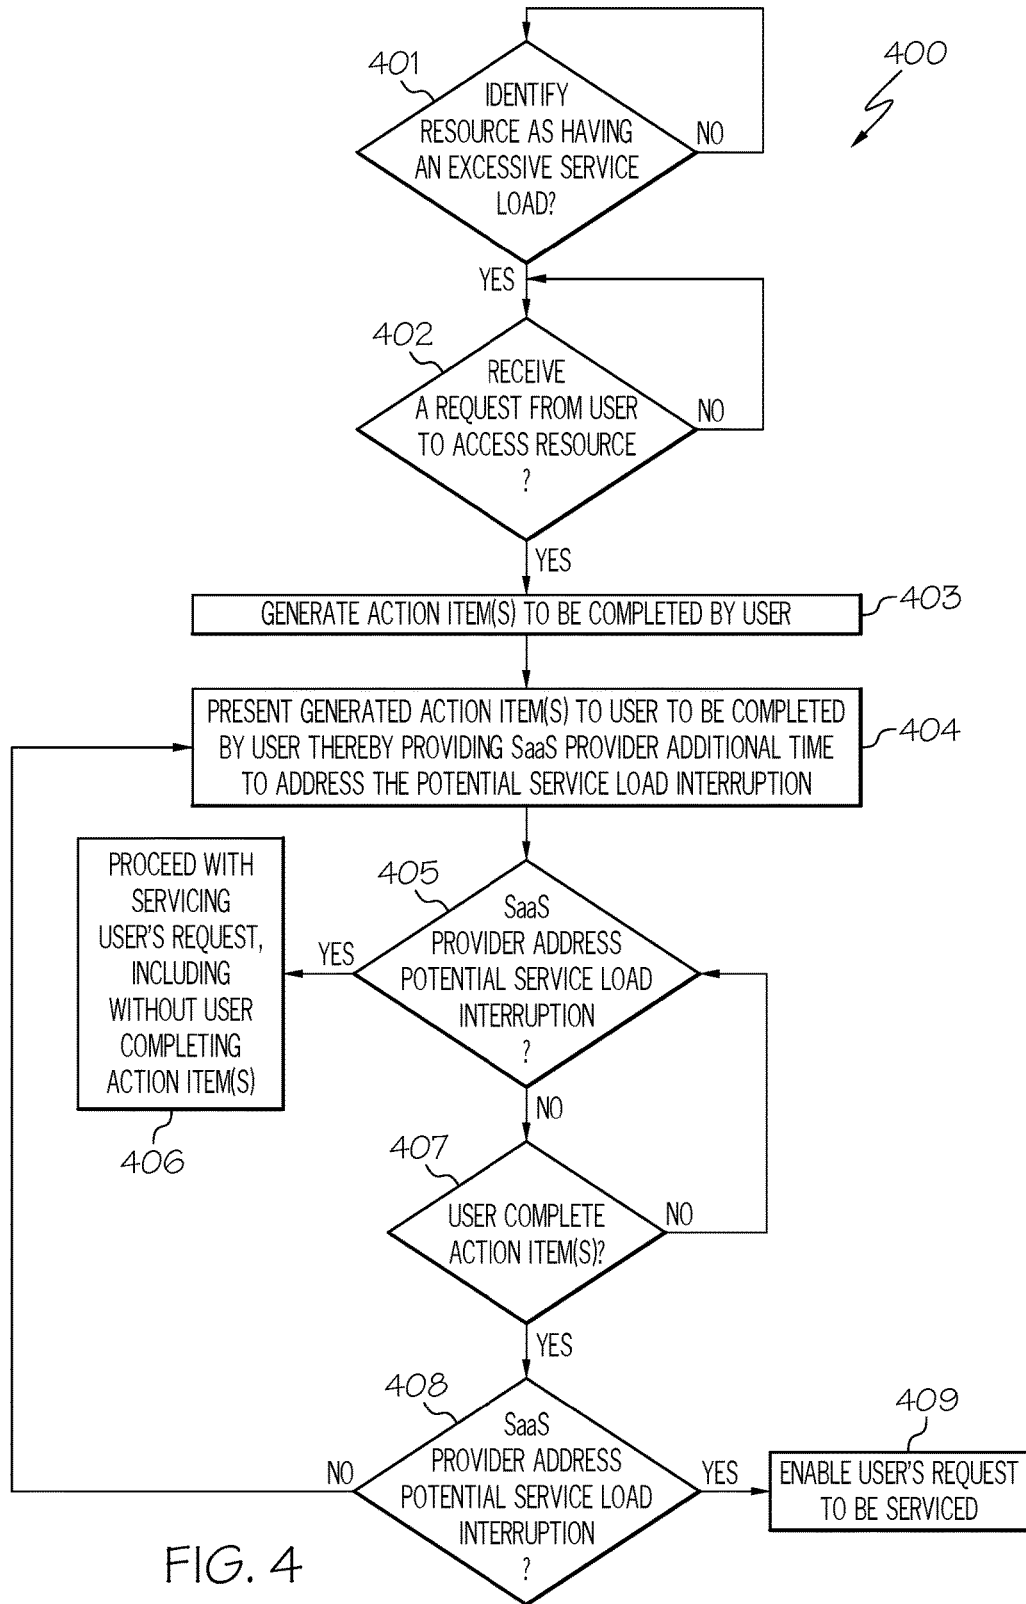 400
401
IDENTIFY
RESOURCE AS HAVING
AN EXCESSIVE SERVICE
LOAD?
NO
YES
402
RECEIVE
A REQUEST FROM USER
TO ACCESS RESOURCE
?
NO
YES
GENERATE ACTION ITEM(S) TO BE COMPLETED BY USER
403
PRESENT GENERATED ACTION ITEM(S) TO USER TO BE COMPLETED
BY USER THEREBY PROVIDING SaaS PROVIDER ADDITIONAL TIME
TO ADDRESS THE POTENTIAL SERVICE LOAD INTERRUPTION
404
405
SaaS
PROVIDER ADDRESS
POTENTIAL SERVICE LOAD
INTERRUPTION
?
YES
PROCEED WITH
SERVICING
USER'S REQUEST,
INCLUDING
WITHOUT USER
COMPLETING
ACTION ITEM(S)
406
NO
407
USER COMPLETE
ACTION ITEM(S)?
NO
YES
408
SaaS
PROVIDER ADDRESS
POTENTIAL SERVICE LOAD
INTERRUPTION
?
NO
YES
409
ENABLE USER'S REQUEST
TO BE SERVICED
FIG. 4